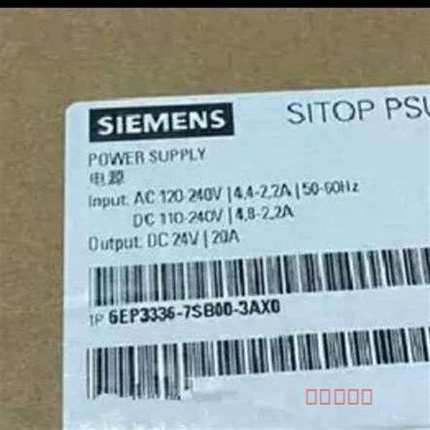 SIEMENS
SITOP PSU
POWER SUPPLY
电源
Input: AC 120-240V | 4,4-2,2A | 50-60Hz
DC 110-240V | 4,8-2,2A
Output: DC 24V | 20A
1P 6EP3336-7SB00-3AX0